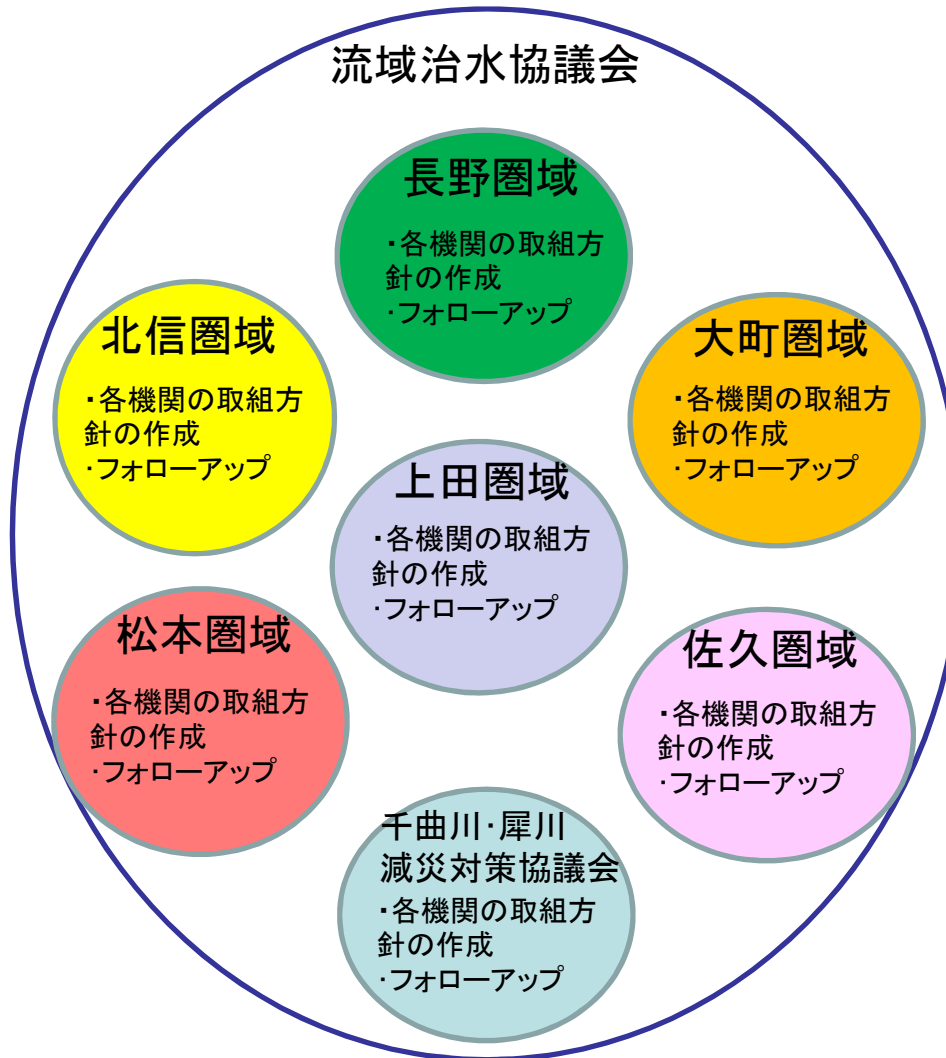 流域治水協議会
長野圏域
・各機関の取組方
針の作成
・フォローアップ
北信圏域
・各機関の取組方
針の作成
・フォローアップ
大町圏域
・各機関の取組方
針の作成
・フォローアップ
上田圏域
・各機関の取組方
針の作成
・フォローアップ
松本圏域
・各機関の取組方
針の作成
・フォローアップ
佐久圏域
・各機関の取組方
針の作成
・フォローアップ
千曲川・犀川
減災対策協議会
・各機関の取組方
針の作成
・フォローアップ